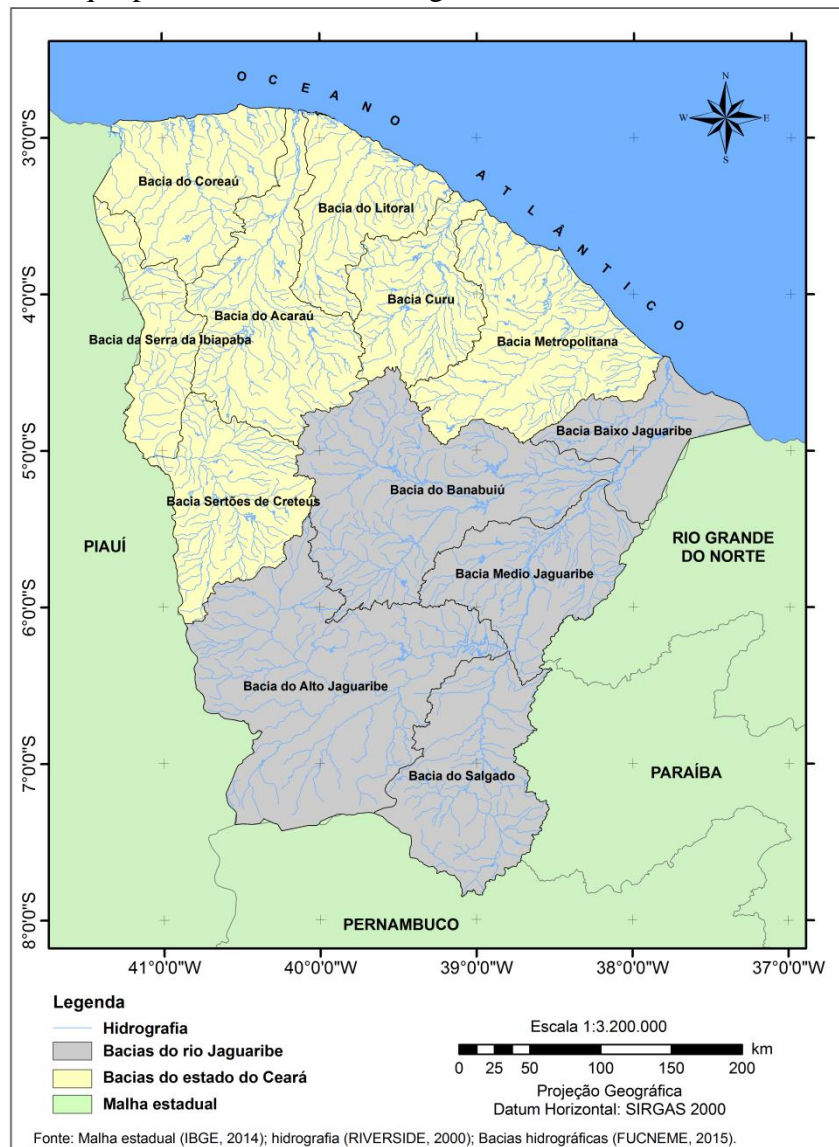 OCEANO ATLÂNTICO
N
W E
S
3°0'0"S
4°0'0"S
5°0'0"S
6°0'0"S
7°0'0"S
8°0'0"S
Bacia do Coreaú
Bacia do Litoral
Bacia Curu
Bacia do Acaraú
Bacia da Serra da Ibiapaba
Bacia Metropolitana
Bacia Baixo Jaguaribe
Bacia do Banabuiú
Bacia Sertões de Creteús
PIAUÍ
RIO GRANDE
DO NORTE
Bacia Medio Jaguaribe
Bacia do Alto Jaguaribe
Bacia do Salgado
PARAÍBA
PERNAMBUCO
41°0'0"W 40°0'0"W 39°0'0"W 38°0'0"W 37°0'0"W
Legenda
Hidrografia
Bacias do rio Jaguaribe
Bacias do estado do Ceará
Malha estadual
Escala 1:3.200.000
km
0 25 50 100 150 200
Projeção Geográfica
Datum Horizontal: SIRGAS 2000
Fonte: Malha estadual (IBGE, 2014); hidrografia (RIVERSIDE, 2000); Bacias hidrográficas (FUCNEME, 2015).